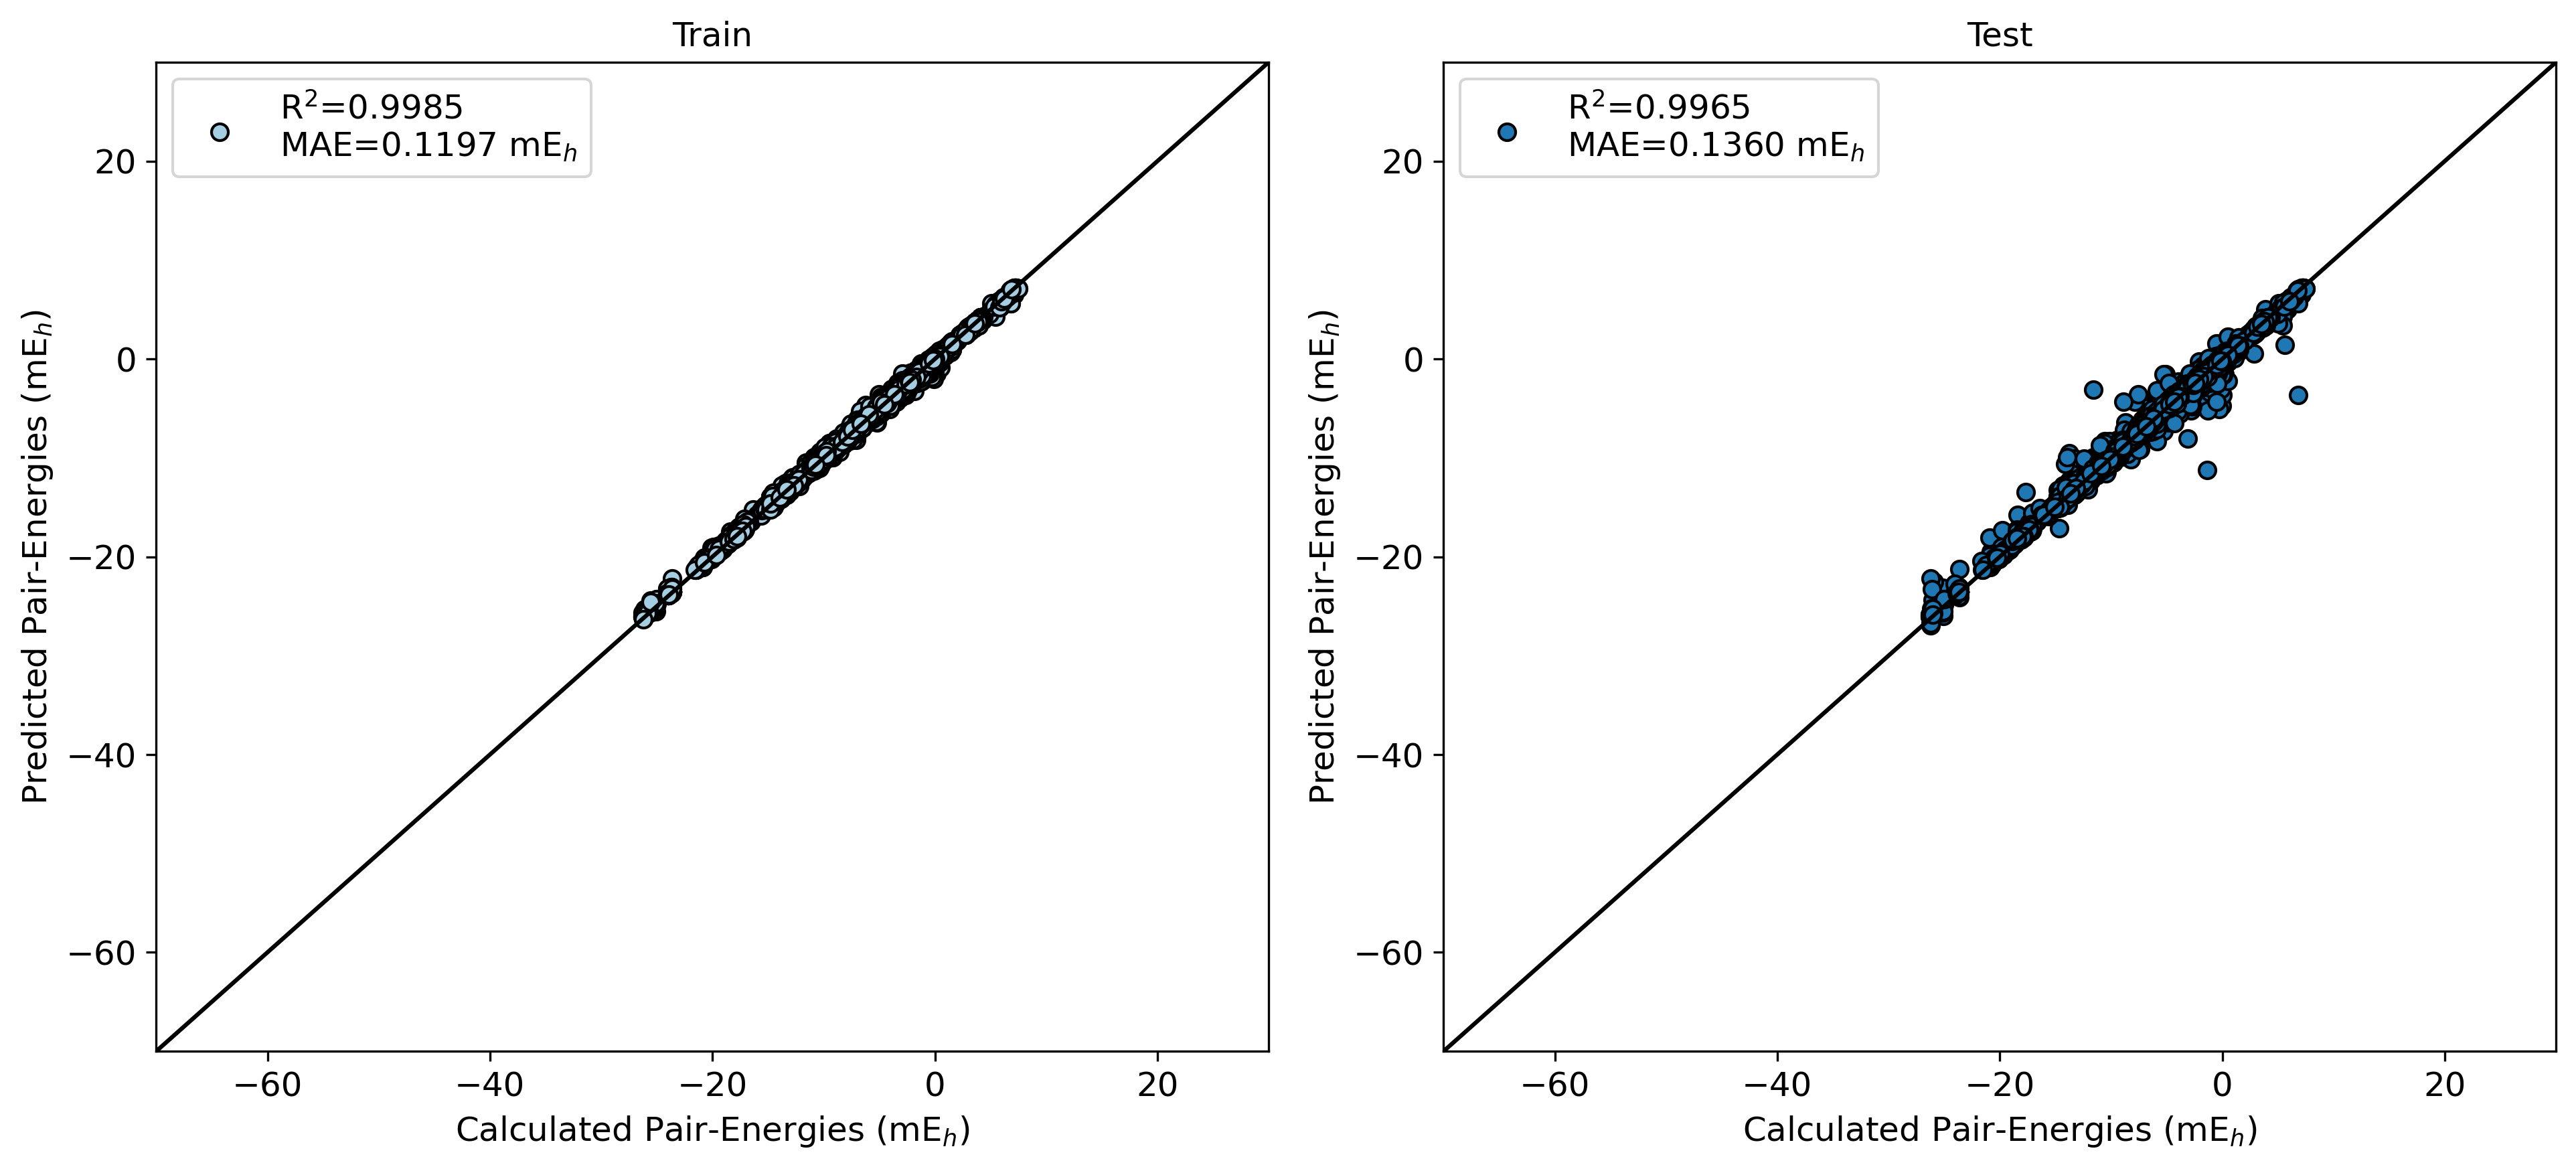 Train
R²=0.9985
MAE=0.1197 mEₕ
20
0
−20
−40
−60
−60
−40
−20
0
20
Predicted Pair-Energies (mEₕ)
Calculated Pair-Energies (mEₕ)
Test
R²=0.9965
MAE=0.1360 mEₕ
20
0
−20
−40
−60
−60
−40
−20
0
20
Predicted Pair-Energies (mEₕ)
Calculated Pair-Energies (mEₕ)